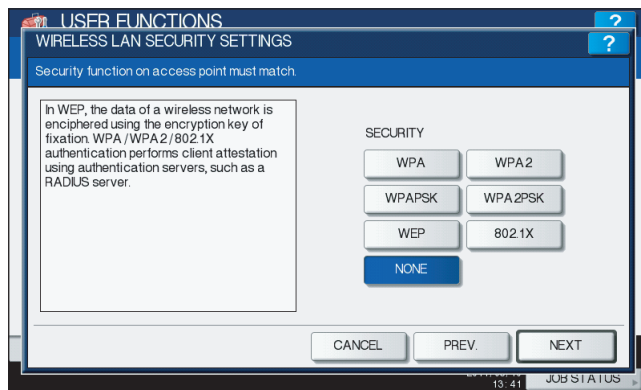 USER FUNCTIONS
?
WIRELESS LAN SECURITY SETTINGS
?
Security function on access point must match.
In WEP, the data of a wireless network is
enciphered using the encryption key of
fixation. WPA/WPA2/802.1X
authentication performs client attestation
using authentication servers, such as a
RADIUS server.
SECURITY
WPA WPA2
WPAPSK WPA2PSK
WEP 802.1X
NONE
CANCEL PREV. NEXT
13:41 JOB STATUS